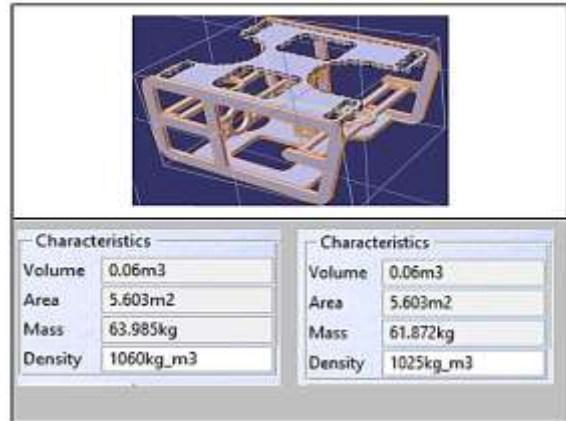 Characteristics
Volume 0.06m3
Area 5.603m2
Mass 63.985kg
Density 1060kg_m3
Characteristics
Volume 0.06m3
Area 5.603m2
Mass 61.872kg
Density 1025kg_m3